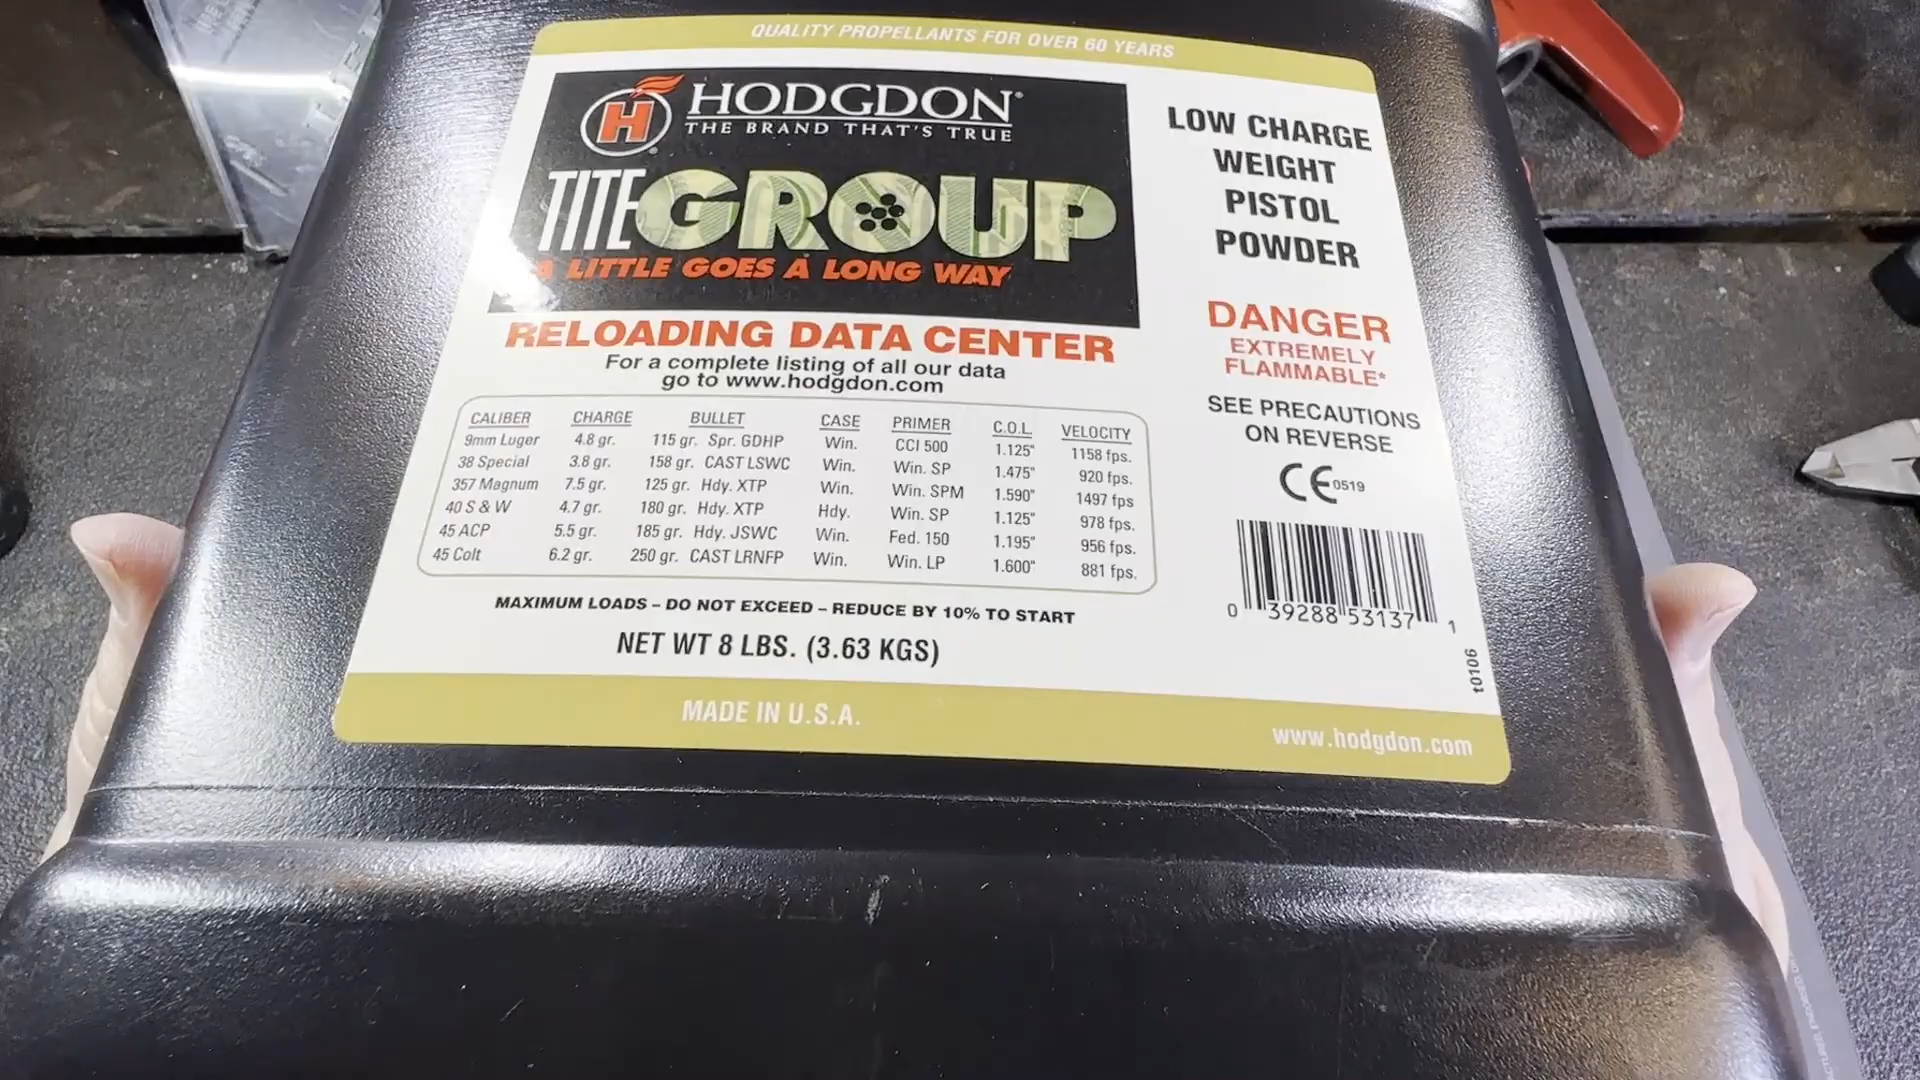 QUALITY PROPELLANTS FOR OVER 60 YEARS
H HODGDON®
THE BRAND THAT'S TRUE
TITEGROUP
A LITTLE GOES A LONG WAY
RELOADING DATA CENTER
For a complete listing of all our data
go to www.hodgdon.com
CALIBER CHARGE BULLET CASE PRIMER C.O.L. VELOCITY
9mm Luger 4.8 gr. 115 gr. Spr. GDHP Win. CCI 500 1.125" 1158 fps.
38 Special 3.8 gr. 158 gr. CAST LSWC Win. Win. SP 1.475" 920 fps.
357 Magnum 7.5 gr. 125 gr. Hdy. XTP Win. Win. SPM 1.590" 1497 fps
40 S & W 4.7 gr. 180 gr. Hdy. XTP Hdy. Win. SP 1.125" 978 fps.
45 ACP 5.5 gr. 185 gr. Hdy. JSWC Win. Fed. 150 1.195" 956 fps.
45 Colt 6.2 gr. 250 gr. CAST LRNFP Win. Win. LP 1.600" 881 fps.
MAXIMUM LOADS – DO NOT EXCEED – REDUCE BY 10% TO START
NET WT 8 LBS. (3.63 KGS)
LOW CHARGE
WEIGHT
PISTOL
POWDER
DANGER
EXTREMELY
FLAMMABLE*
SEE PRECAUTIONS
ON REVERSE
CE 0519
0 39288 53137 1
t0106
MADE IN U.S.A.
www.hodgdon.com